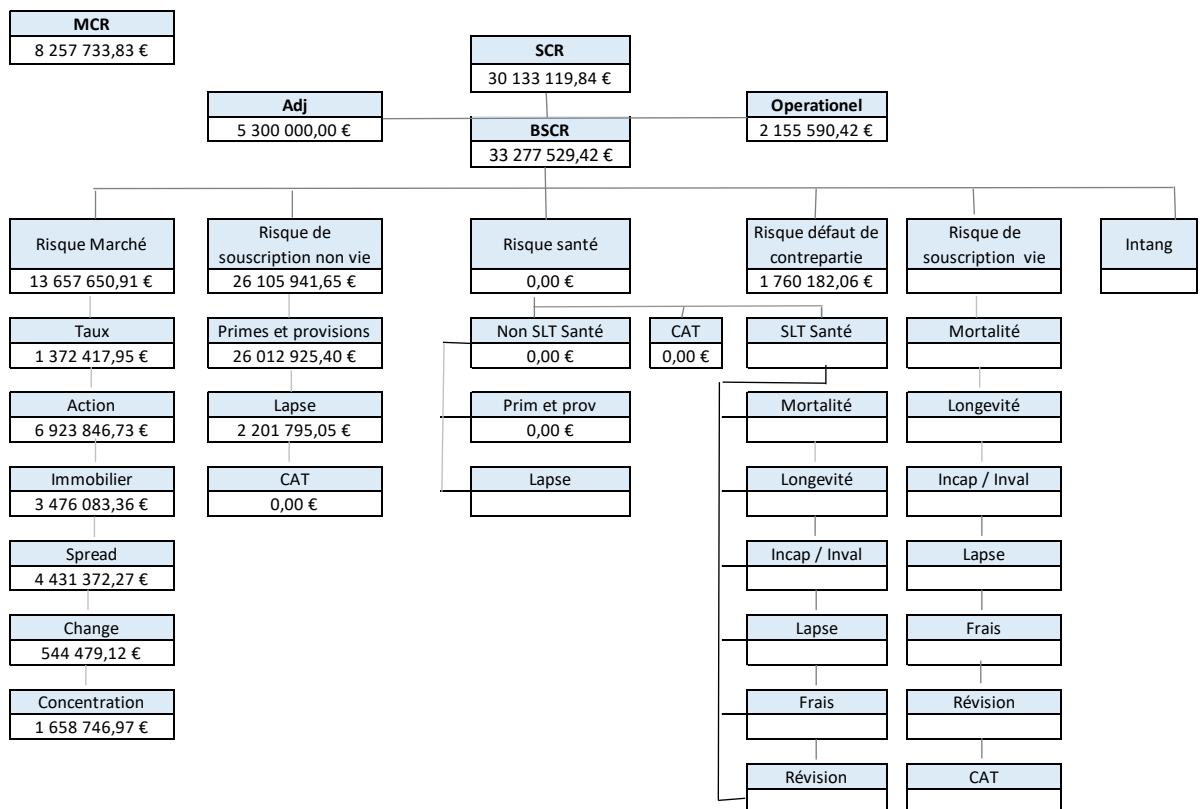 MCR
8 257 733,83 €
SCR
30 133 119,84 €
Adj
5 300 000,00 €
Operationel
2 155 590,42 €
BSCR
33 277 529,42 €
Risque Marché
13 657 650,91 €
Risque de
souscription non vie
26 105 941,65 €
Risque santé
0,00 €
Risque défaut de
contrepartie
1 760 182,06 €
Risque de
souscription vie
Intang
Taux
1 372 417,95 €
Primes et provisions
26 012 925,40 €
Non SLT Santé
0,00 €
CAT
0,00 €
SLT Santé
Mortalité
Action
6 923 846,73 €
Lapse
2 201 795,05 €
Prim et prov
0,00 €
Mortalité
Longevité
Immobilier
3 476 083,36 €
CAT
0,00 €
Lapse
Longevité
Incap / Inval
Spread
4 431 372,27 €
Incap / Inval
Lapse
Change
544 479,12 €
Lapse
Frais
Concentration
1 658 746,97 €
Frais
Révision
Révision
CAT